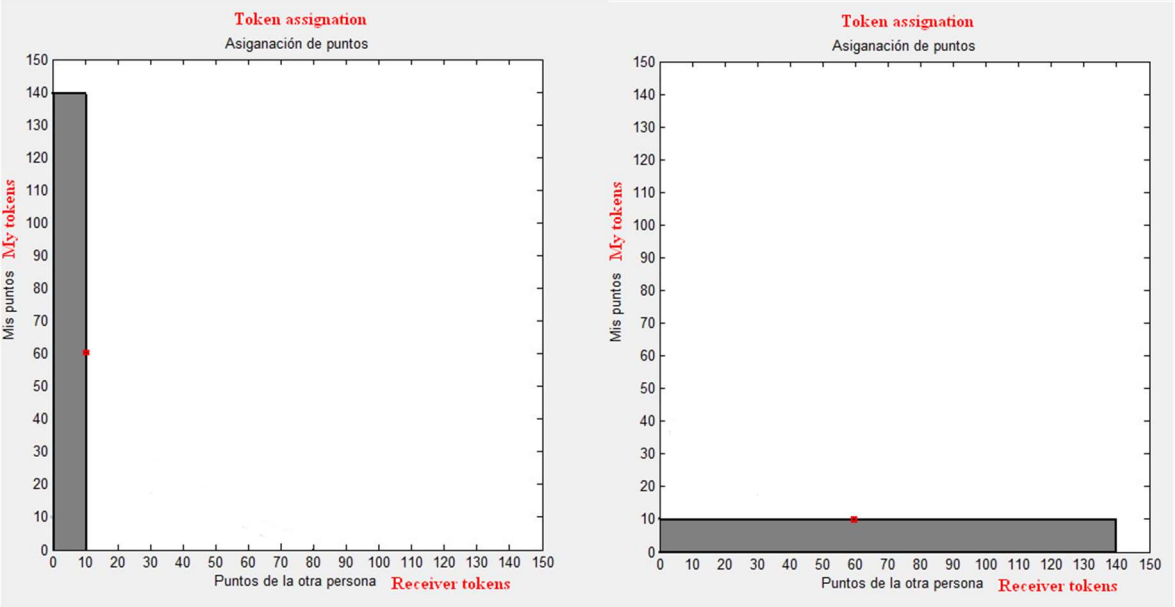 Token assignation
Asiganación de puntos
150
140
130
120
110
100
90
80
70
60
50
40
30
20
10
0
My tokens
Mis puntos
0 10 20 30 40 50 60 70 80 90 100 110 120 130 140 150
Puntos de la otra persona Receiver tokens
Token assignation
Asiganación de puntos
150
140
130
120
110
100
90
80
70
60
50
40
30
20
10
0
My tokens
Mis puntos
0 10 20 30 40 50 60 70 80 90 100 110 120 130 140 150
Puntos de la otra persona Receiver tokens